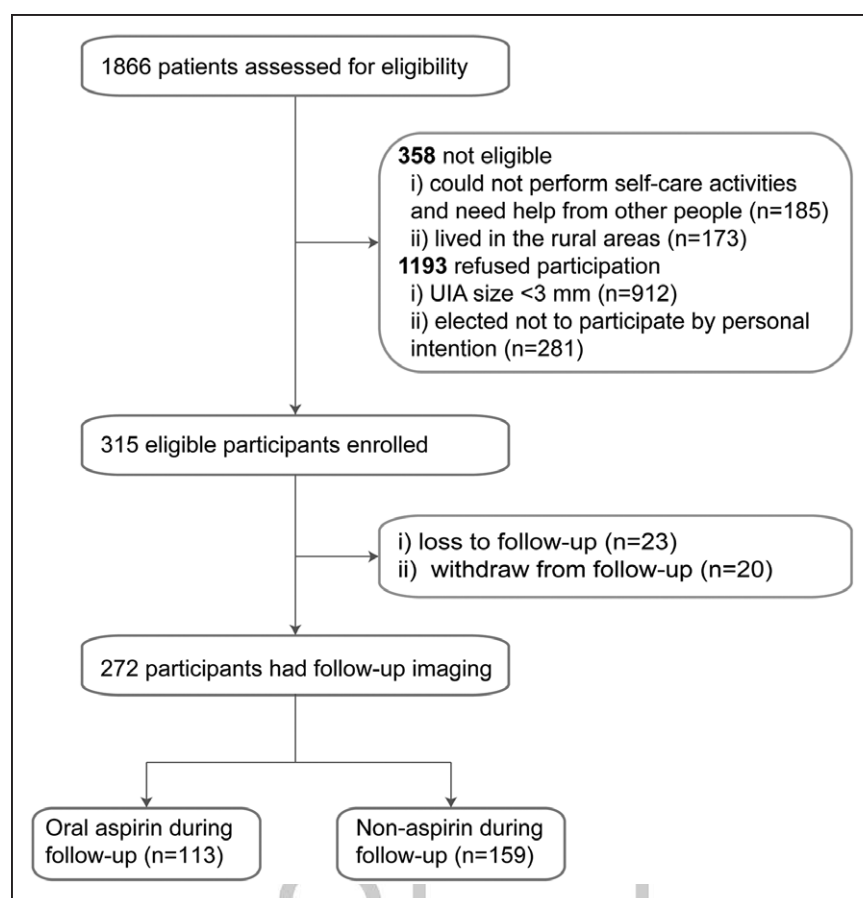 1866 patients assessed for eligibility
358 not eligible
i) could not perform self-care activities
and need help from other people (n=185)
ii) lived in the rural areas (n=173)
1193 refused participation
i) UIA size <3 mm (n=912)
ii) elected not to participate by personal
intention (n=281)
315 eligible participants enrolled
i) loss to follow-up (n=23)
ii) withdraw from follow-up (n=20)
272 participants had follow-up imaging
Oral aspirin during
follow-up (n=113)
Non-aspirin during
follow-up (n=159)